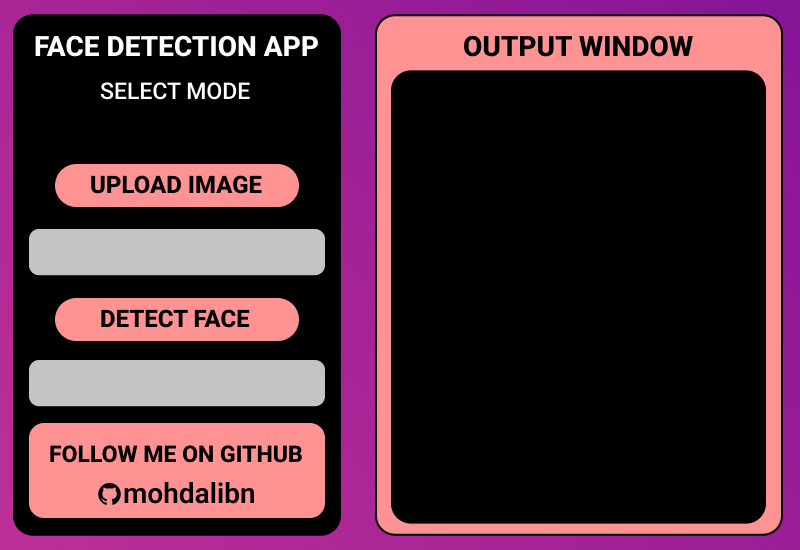 FACE DETECTION APP
SELECT MODE
UPLOAD IMAGE
DETECT FACE
FOLLOW ME ON GITHUB
mohdalibn
OUTPUT WINDOW